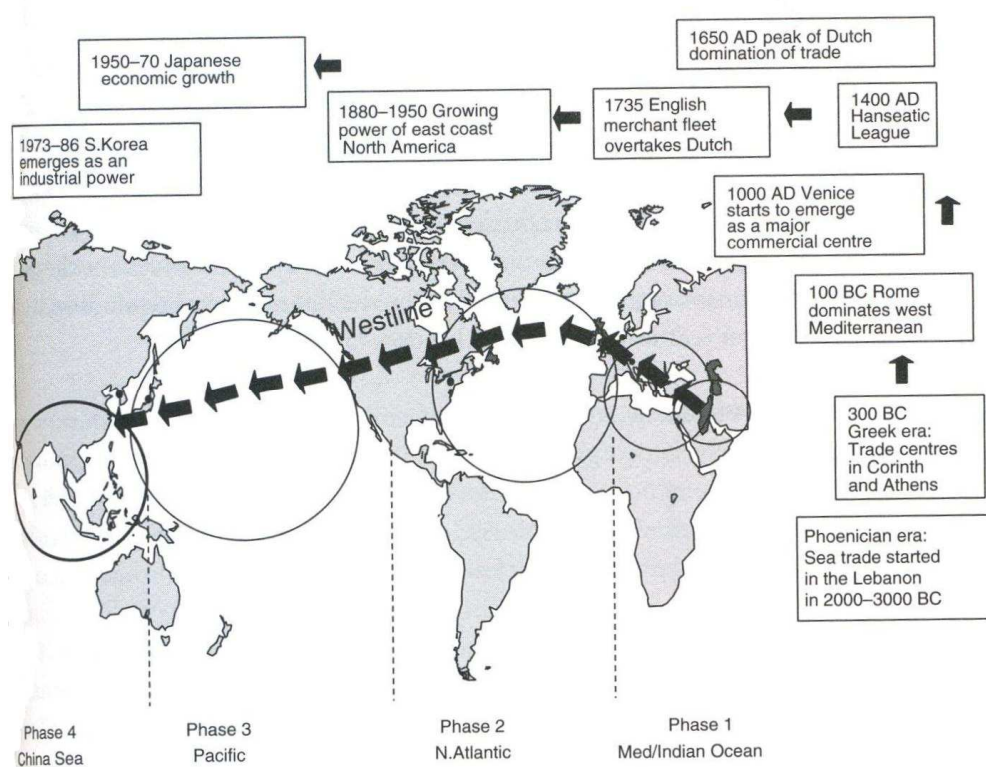 1650 AD peak of Dutch
domination of trade
1950–70 Japanese
economic growth
1880–1950 Growing
power of east coast
North America
1735 English
merchant fleet
overtakes Dutch
1400 AD
Hanseatic
League
1973–86 S.Korea
emerges as an
industrial power
1000 AD Venice
starts to emerge
as a major
commercial centre
100 BC Rome
dominates west
Mediterranean
Westline
300 BC
Greek era:
Trade centres
in Corinth
and Athens
Phoenician era:
Sea trade started
in the Lebanon
in 2000–3000 BC
Phase 4
China Sea
Phase 3
Pacific
Phase 2
N.Atlantic
Phase 1
Med/Indian Ocean